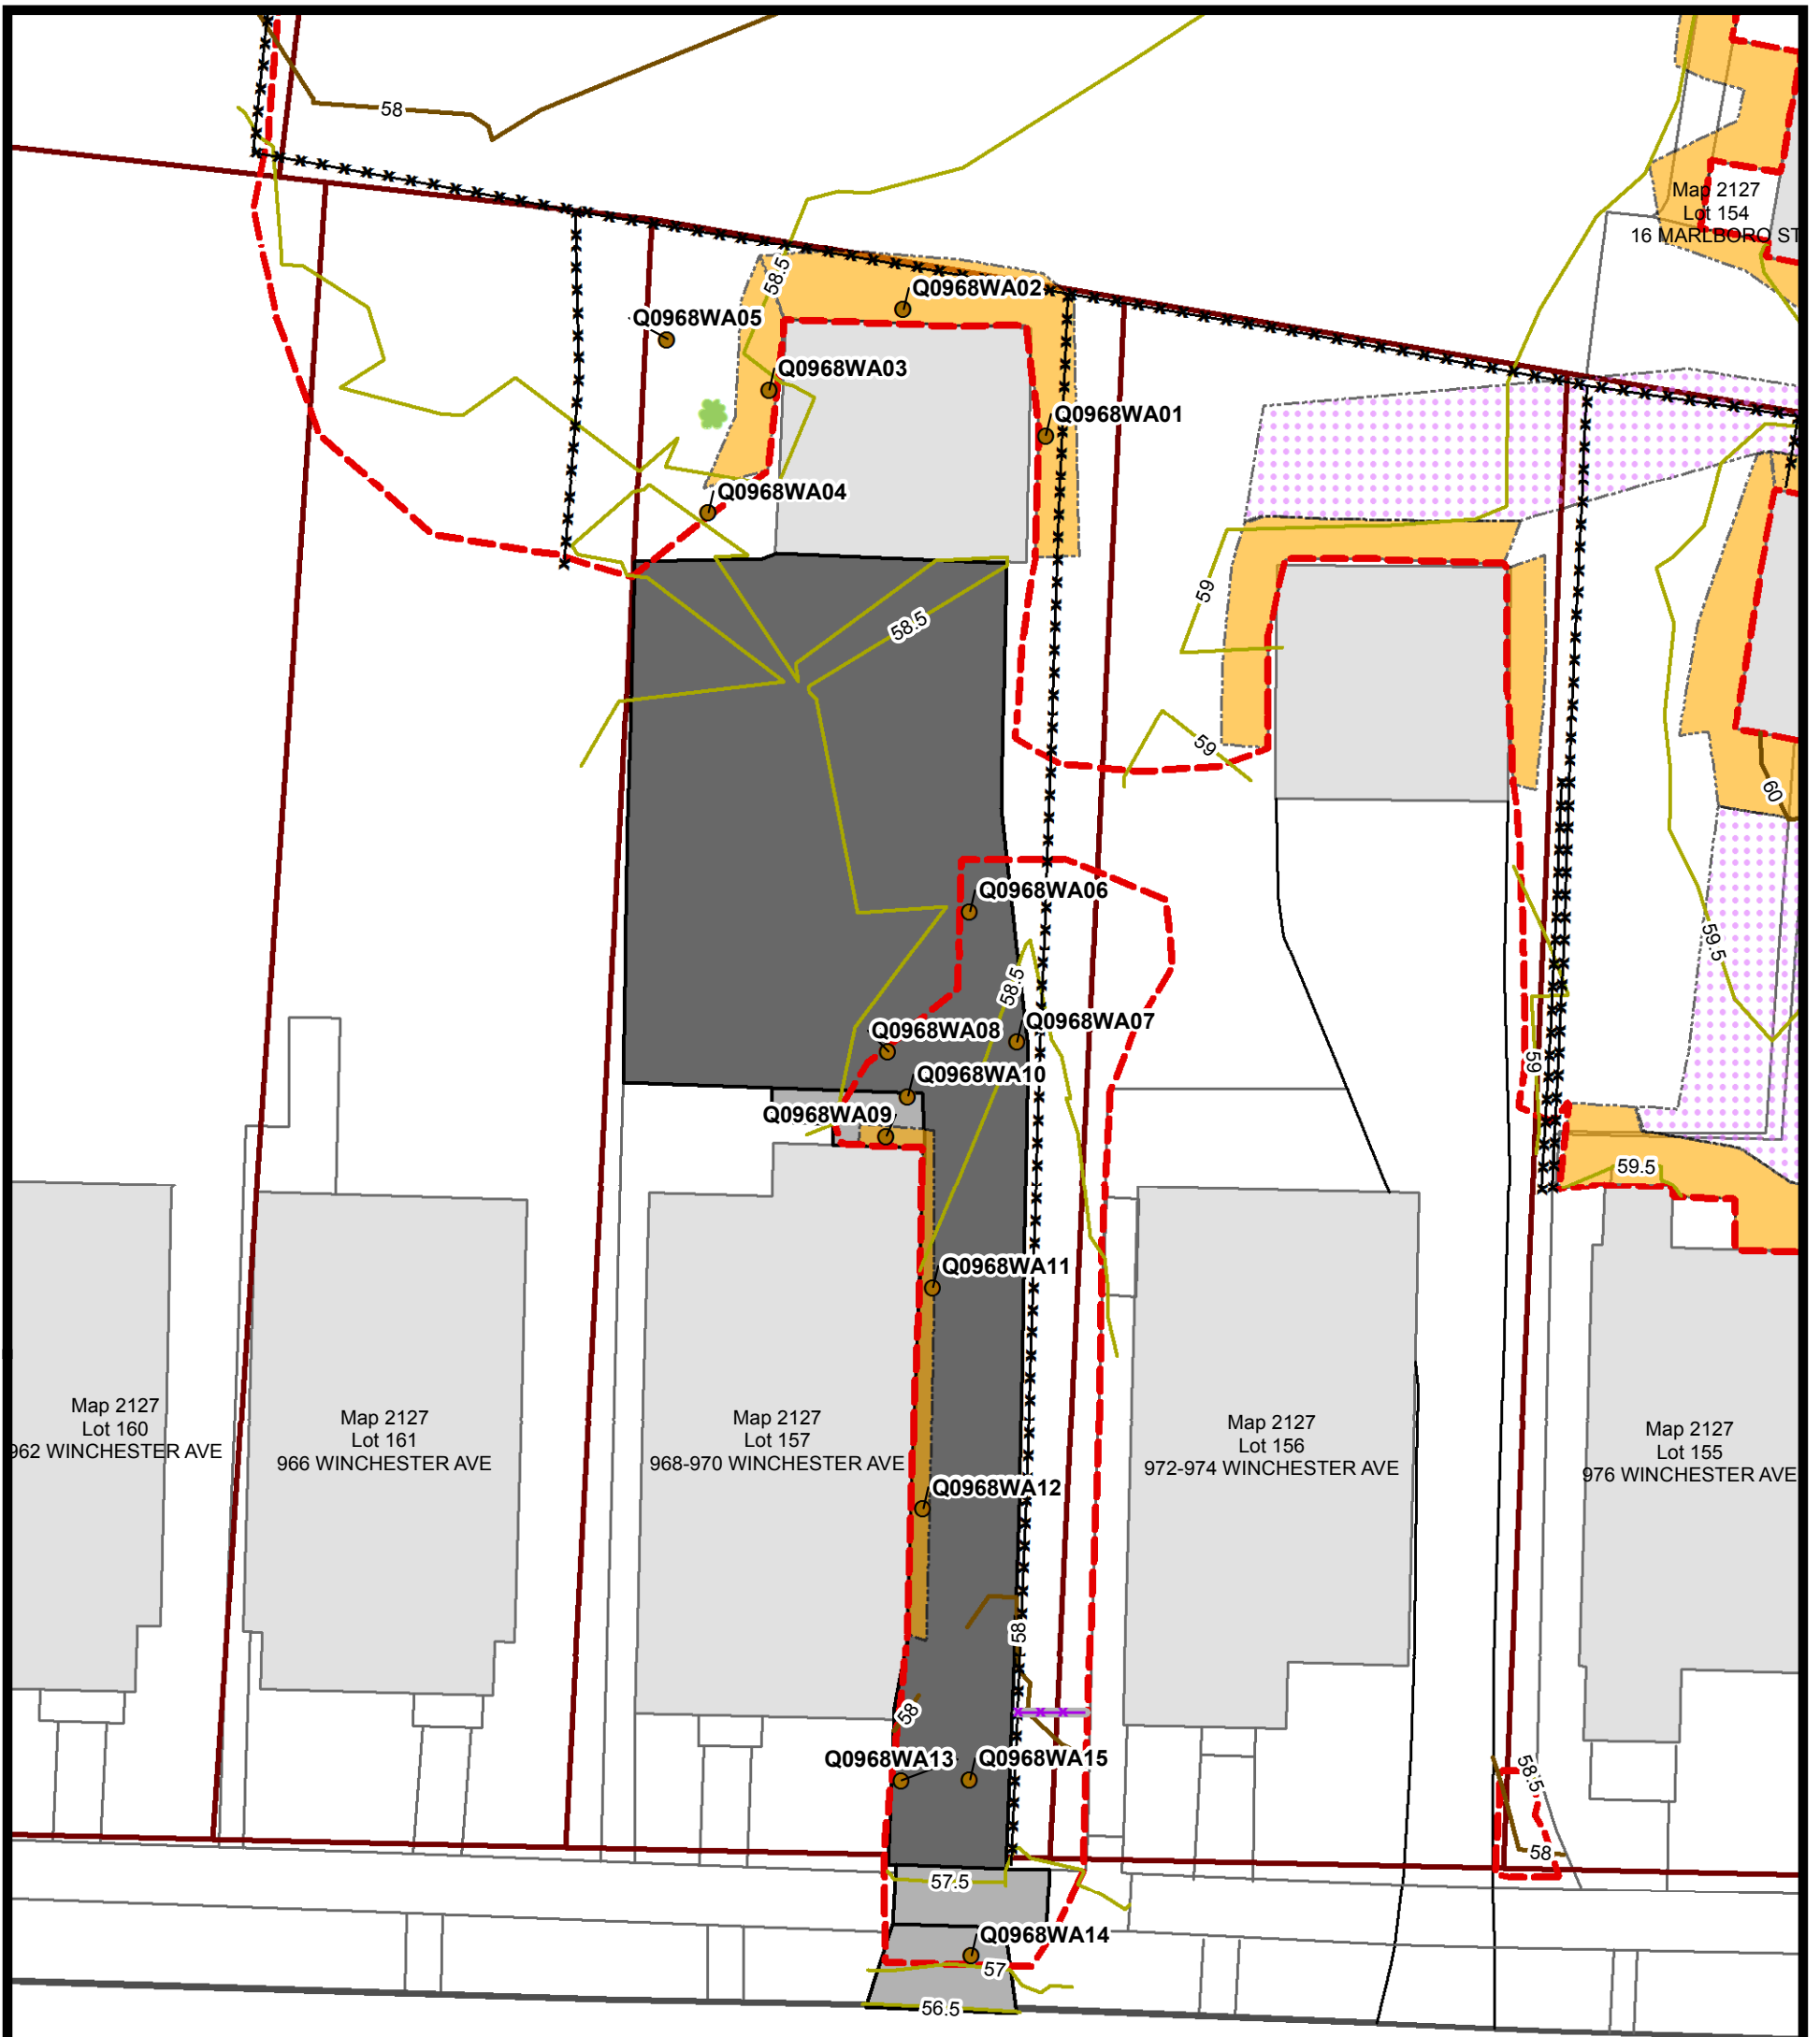 58
Map 2127
Lot 154
16 MARLBORO ST
58.5
Q0968WA02
Q0968WA05
Q0968WA03
Q0968WA01
Q0968WA04
59
58.5
59
60
Q0968WA06
59.5
58.5
Q0968WA07
Q0968WA08
59
Q0968WA10
Q0968WA09
59.5
Q0968WA11
Map 2127
Lot 160
962 WINCHESTER AVE
Map 2127
Lot 161
966 WINCHESTER AVE
Map 2127
Lot 157
968-970 WINCHESTER AVE
Map 2127
Lot 156
972-974 WINCHESTER AVE
Map 2127
Lot 155
976 WINCHESTER AVE
Q0968WA12
58
58
Q0968WA13
Q0968WA15
58.5
58
57.5
Q0968WA14
57
56.5